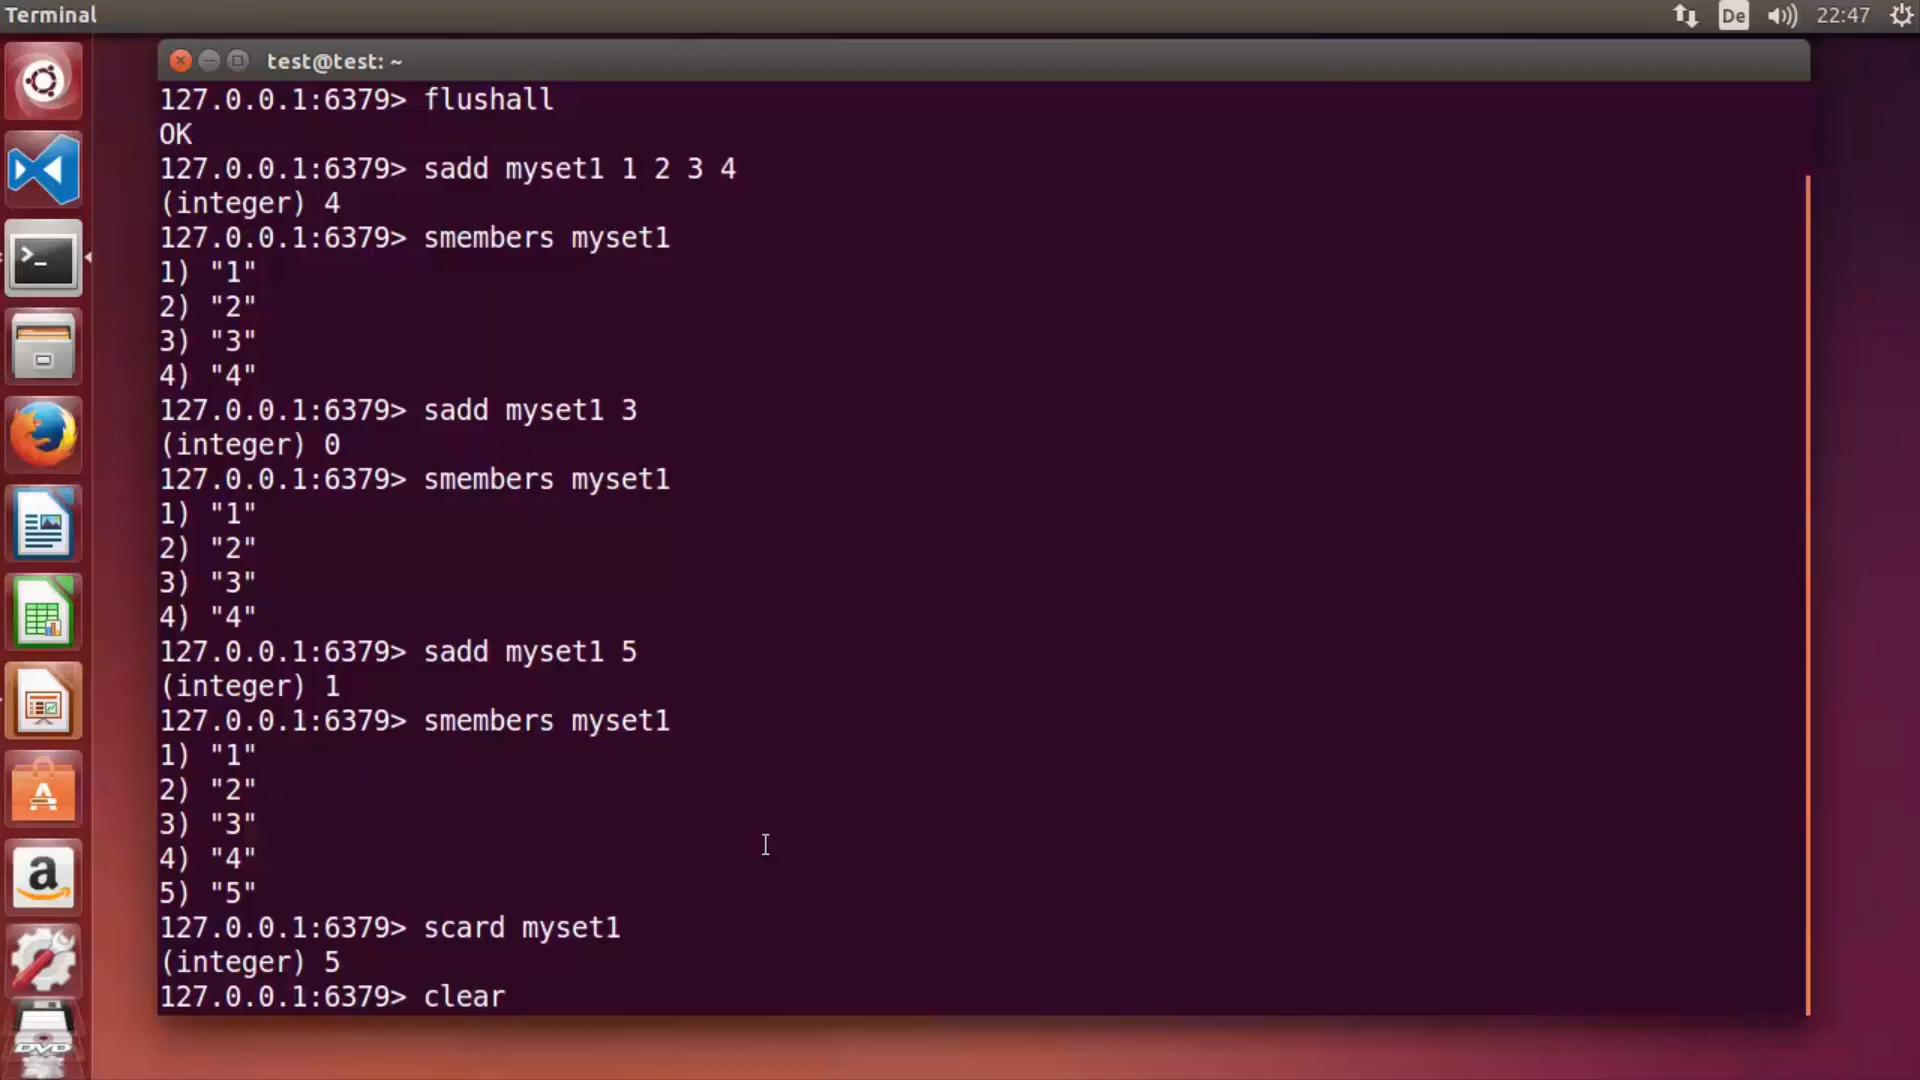 Terminal
De
22:47
test@test: ~
127.0.0.1:6379> flushall
OK
127.0.0.1:6379> sadd myset1 1 2 3 4
(integer) 4
127.0.0.1:6379> smembers myset1
1) "1"
2) "2"
3) "3"
4) "4"
127.0.0.1:6379> sadd myset1 3
(integer) 0
127.0.0.1:6379> smembers myset1
1) "1"
2) "2"
3) "3"
4) "4"
127.0.0.1:6379> sadd myset1 5
(integer) 1
127.0.0.1:6379> smembers myset1
1) "1"
2) "2"
3) "3"
4) "4"
5) "5"
127.0.0.1:6379> scard myset1
(integer) 5
127.0.0.1:6379> clear
>_
A
a
DVD